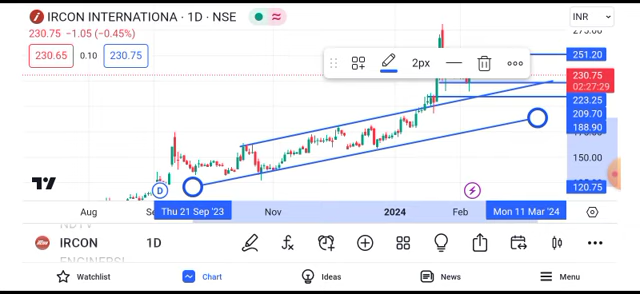 IRCON INTERNATIONA · 1D · NSE
INR
230.75 −1.05 (−0.45%)
275.00
230.65 0.10 230.75
2px
251.20
230.75
02:27:29
223.25
209.70
188.90
150.00
120.75
D
Aug
Thu 21 Sep '23
Nov
2024
Feb
Mon 11 Mar '24
IRCON 1D
Watchlist
Chart
Ideas
News
Menu